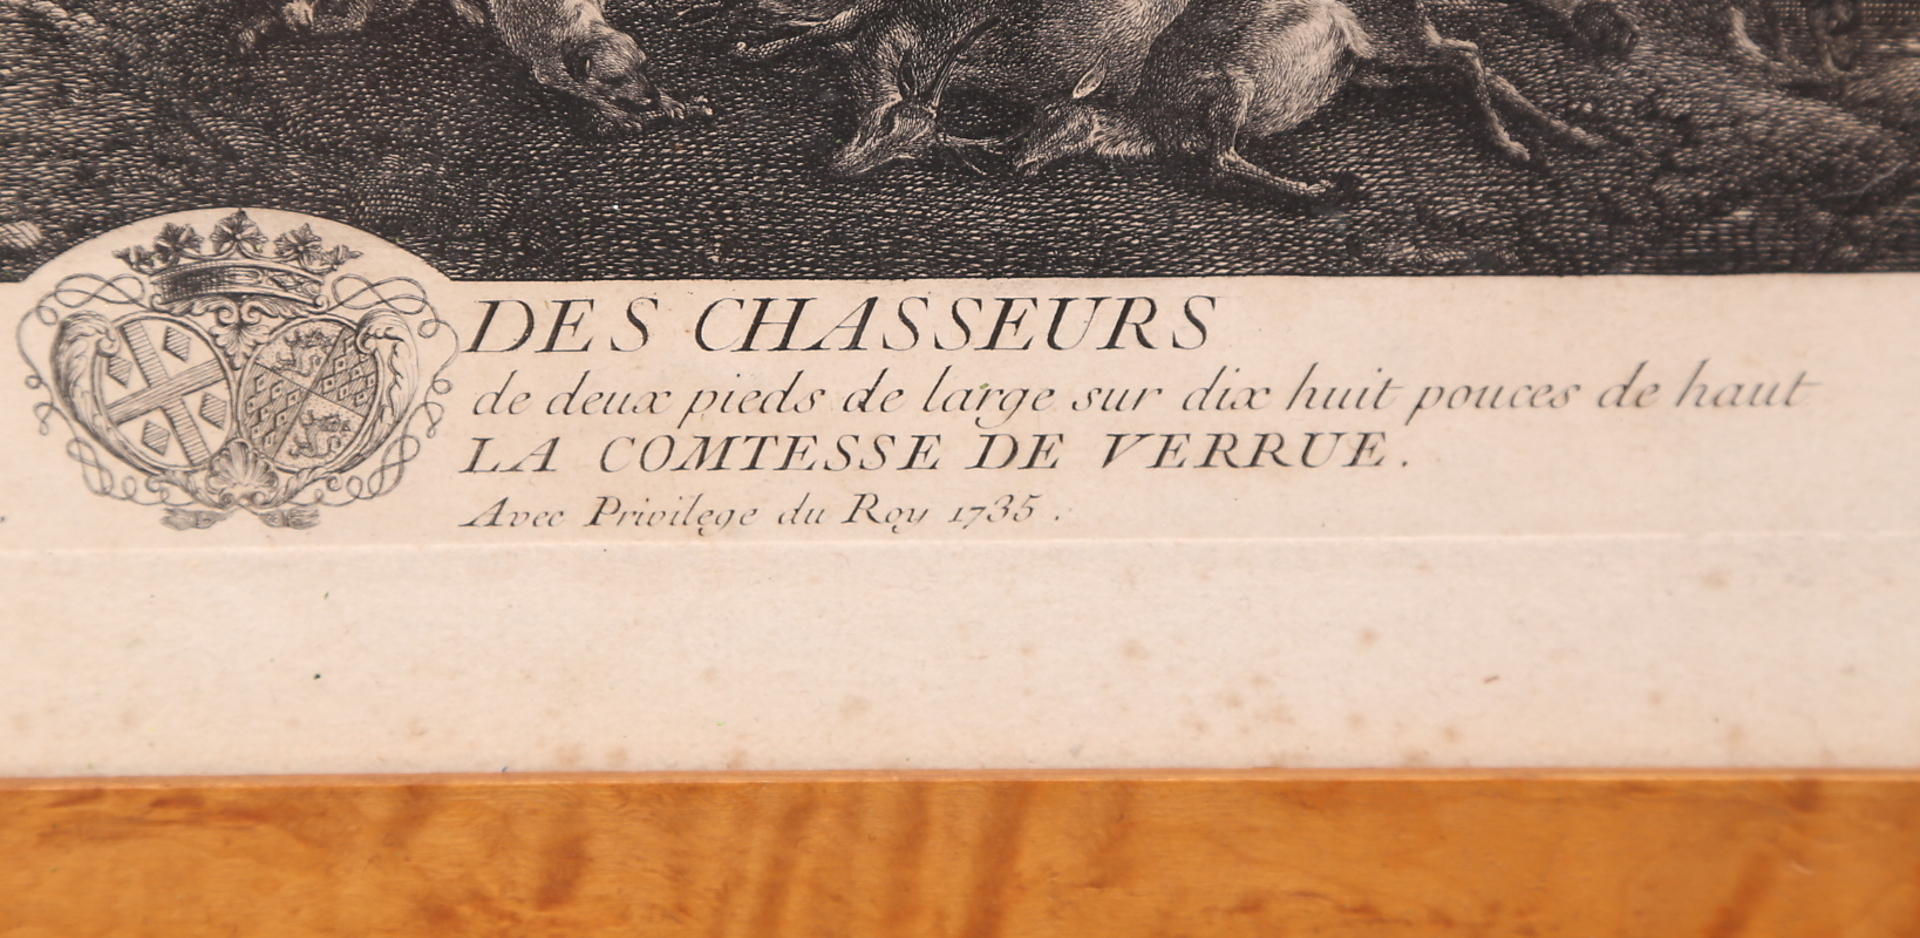 DES CHASSEURS
de deux pieds de large sur dix huit pouces de haut
LA COMTESSE DE VERRUE.
Avec Privilege du Roy 1735.